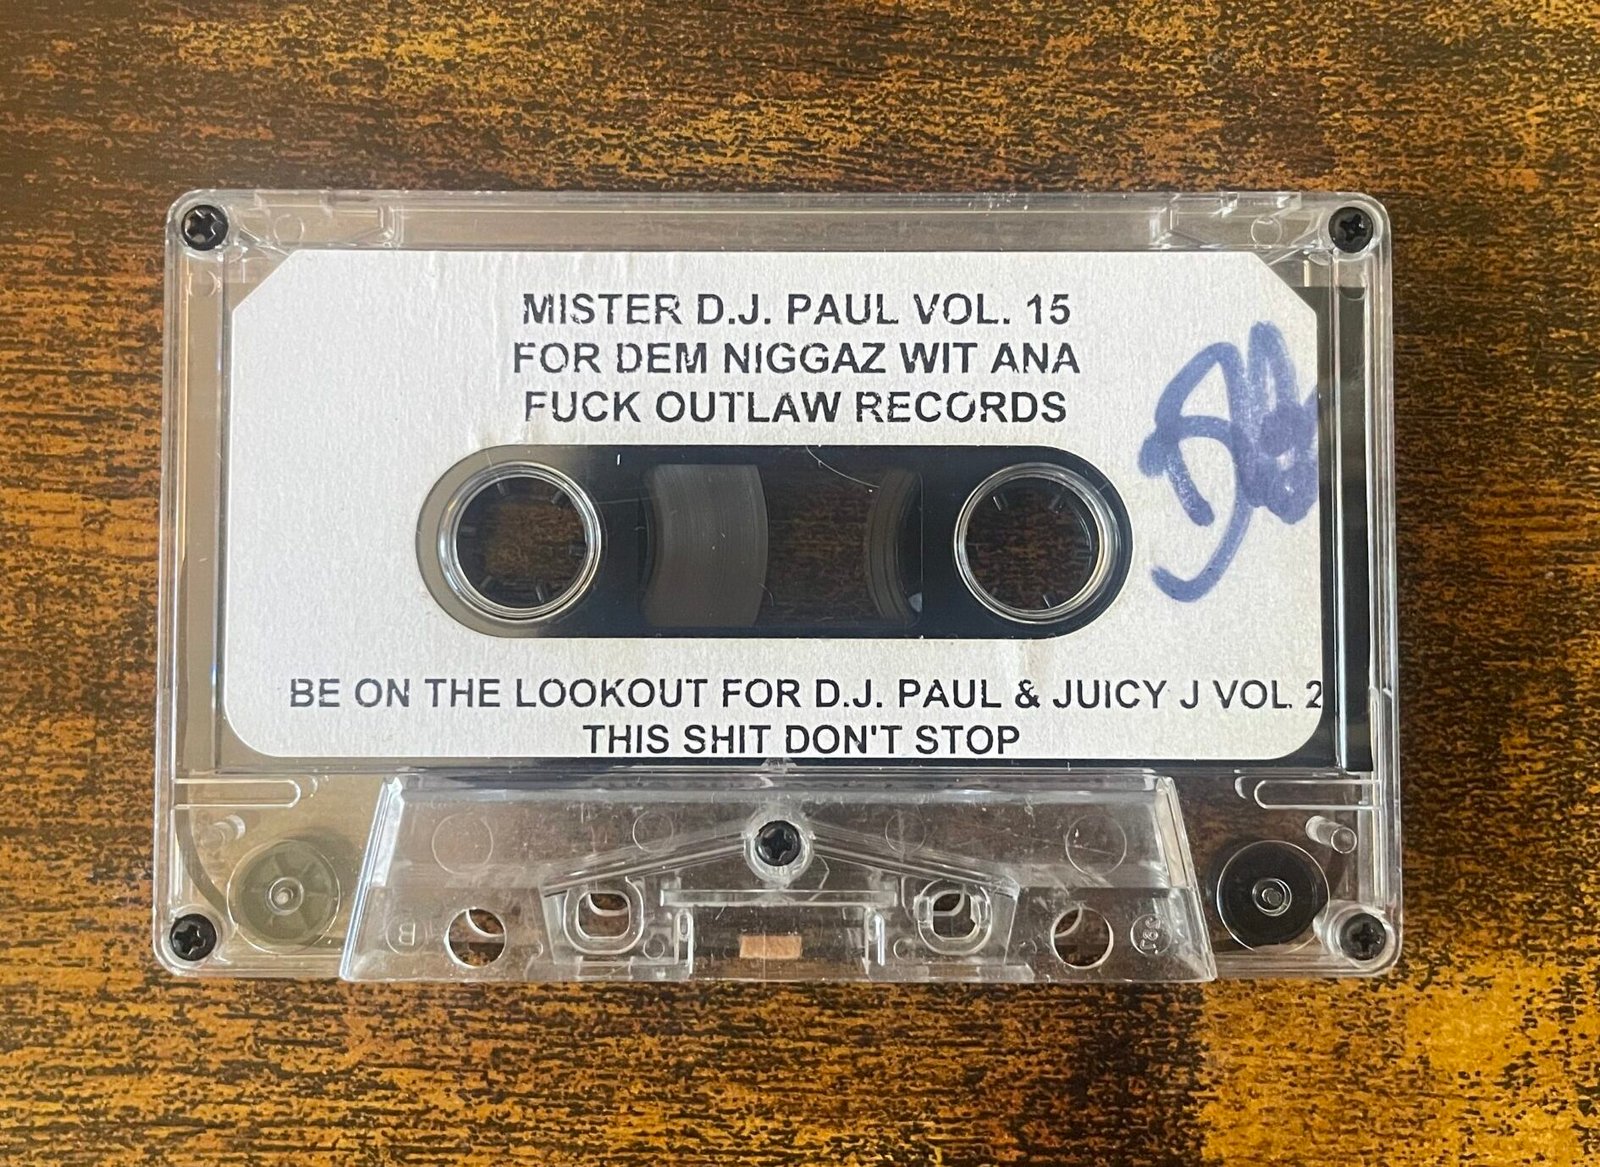 MISTER D.J. PAUL VOL. 15
FOR DEM NIGGAZ WIT ANA
FUCK OUTLAW RECORDS
BE ON THE LOOKOUT FOR D.J. PAUL & JUICY J VOL 2
THIS SHIT DON'T STOP
B